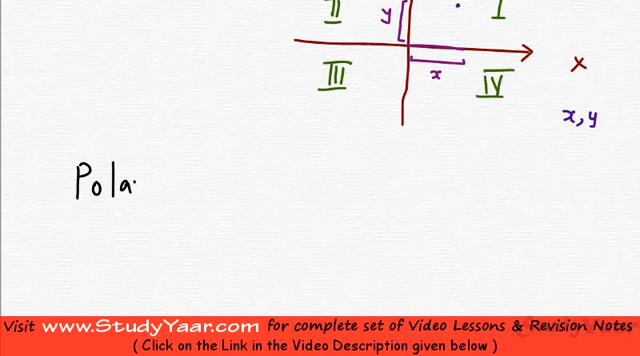 II y I
x
III x IV
x, y
Pola
Visit www.StudyYaar.com for complete set of Video Lessons & Revision Notes
( Click on the Link in the Video Description given below )